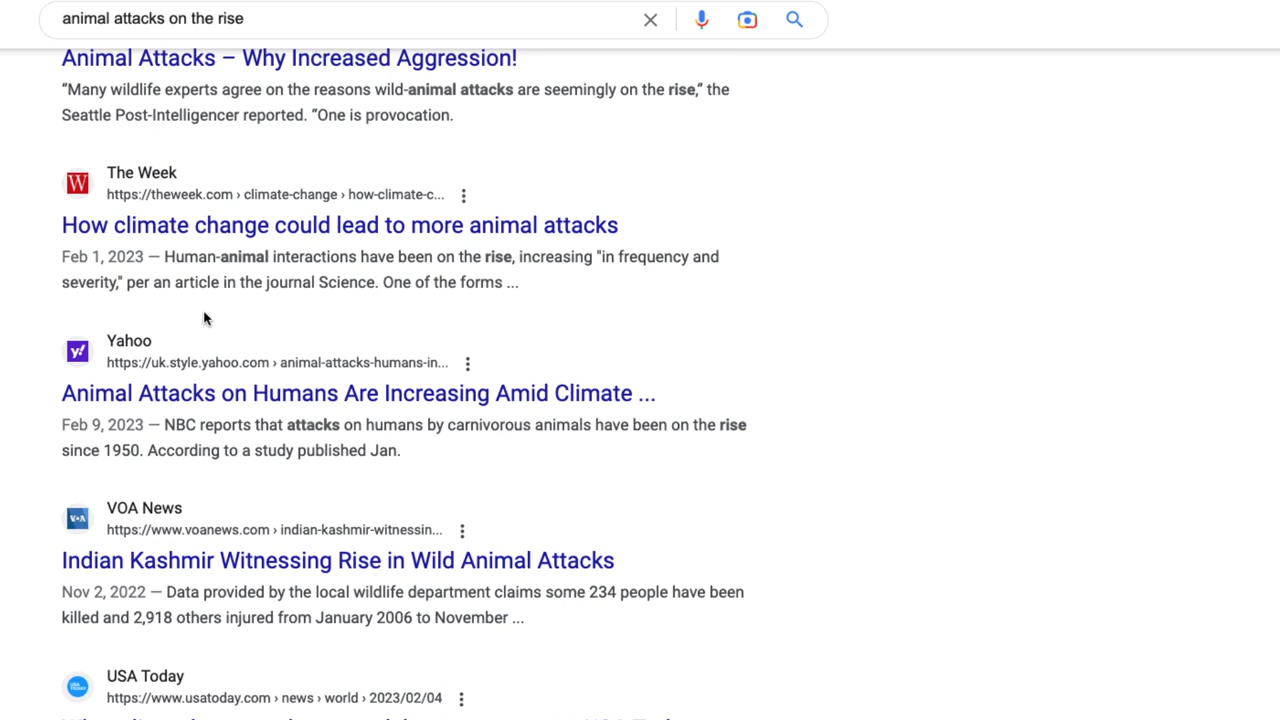 animal attacks on the rise
Animal Attacks – Why Increased Aggression!
“Many wildlife experts agree on the reasons wild-animal attacks are seemingly on the rise,” the
Seattle Post-Intelligencer reported. “One is provocation.
W
The Week
https://theweek.com › climate-change › how-climate-c...
How climate change could lead to more animal attacks
Feb 1, 2023 — Human-animal interactions have been on the rise, increasing "in frequency and
severity," per an article in the journal Science. One of the forms ...
y!
Yahoo
https://uk.style.yahoo.com › animal-attacks-humans-in...
Animal Attacks on Humans Are Increasing Amid Climate ...
Feb 9, 2023 — NBC reports that attacks on humans by carnivorous animals have been on the rise
since 1950. According to a study published Jan.
VOA
VOA News
https://www.voanews.com › indian-kashmir-witnessin...
Indian Kashmir Witnessing Rise in Wild Animal Attacks
Nov 2, 2022 — Data provided by the local wildlife department claims some 234 people have been
killed and 2,918 others injured from January 2006 to November ...
USA TODAY
USA Today
https://www.usatoday.com › news › world › 2023/02/04